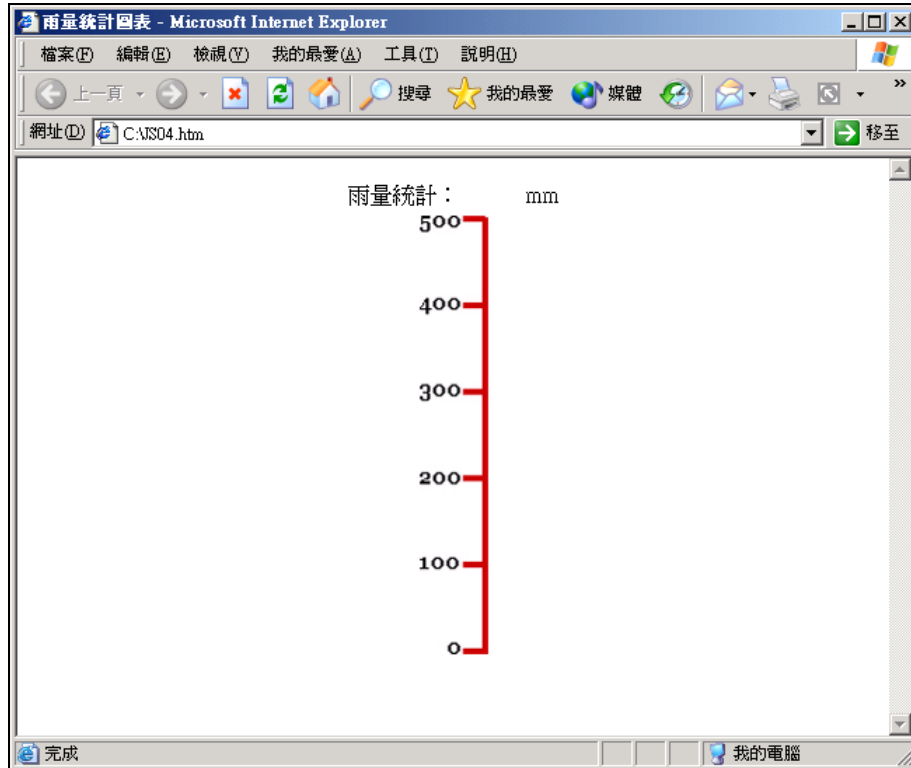 雨量統計圖表 - Microsoft Internet Explorer
檔案(F) 編輯(E) 檢視(V) 我的最愛(A) 工具(T) 說明(H)
上一頁 搜尋 我的最愛 媒體 »
網址(D) C:\JS04.htm 移至
雨量統計： mm
500
400
300
200
100
0
完成 我的電腦